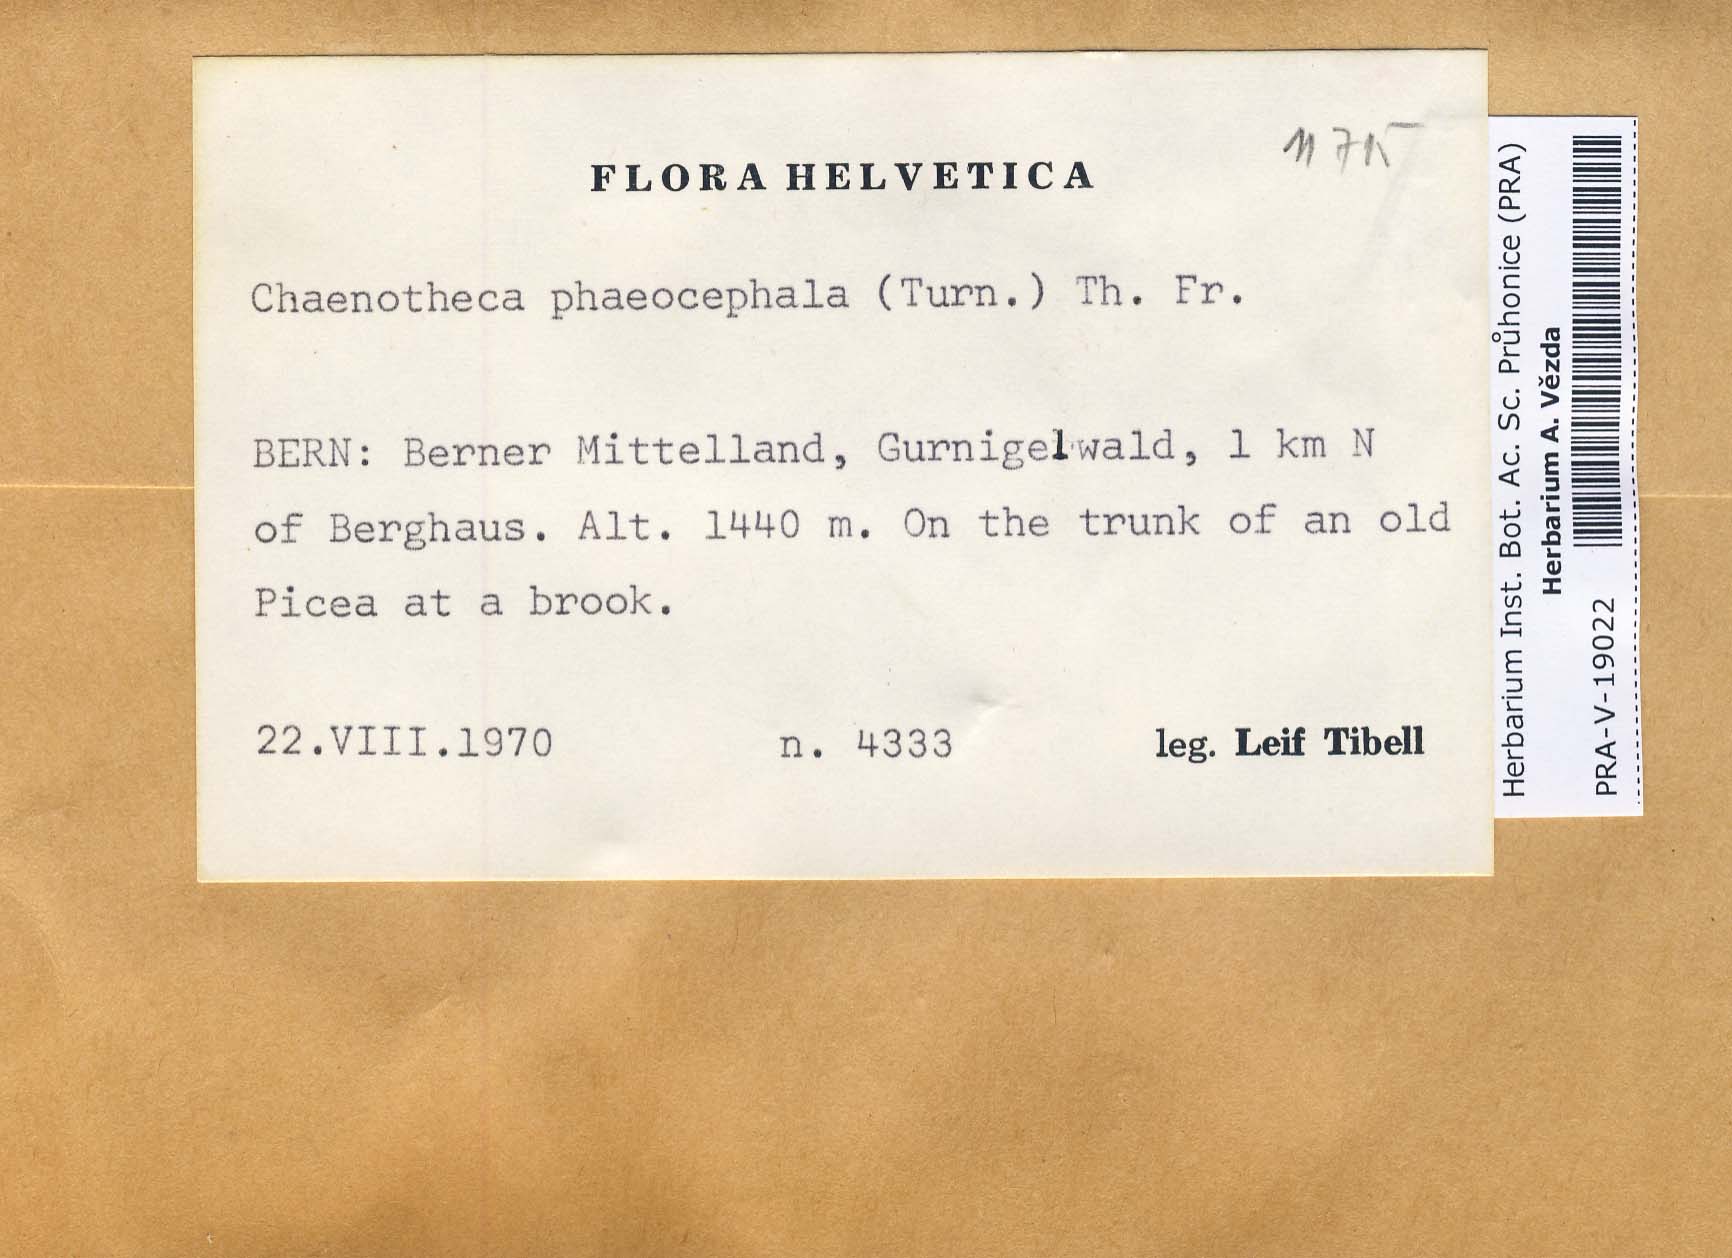 FLORA HELVETICA
Chaenotheca phaeocephala (Turn.) Th. Fr.
BERN: Berner Mittelland, Gurnigelwald, 1 km N
of Berghaus. Alt. 1440 m. On the trunk of an old
Picea at a brook.
22.VIII.1970 n. 4333 leg. Leif Tibell
Herbarium Inst. Bot. Ac. Sc. Průhonice (PRA)
Herbarium A. Vězda
PRA-V-19022